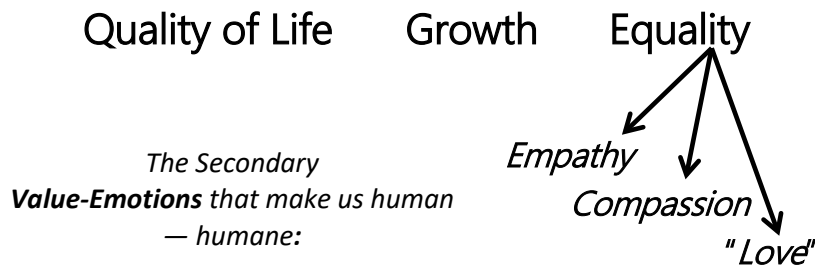 Quality of Life Growth Equality
Empathy
The Secondary
Value-Emotions that make us human
Compassion
— humane:
"Love"